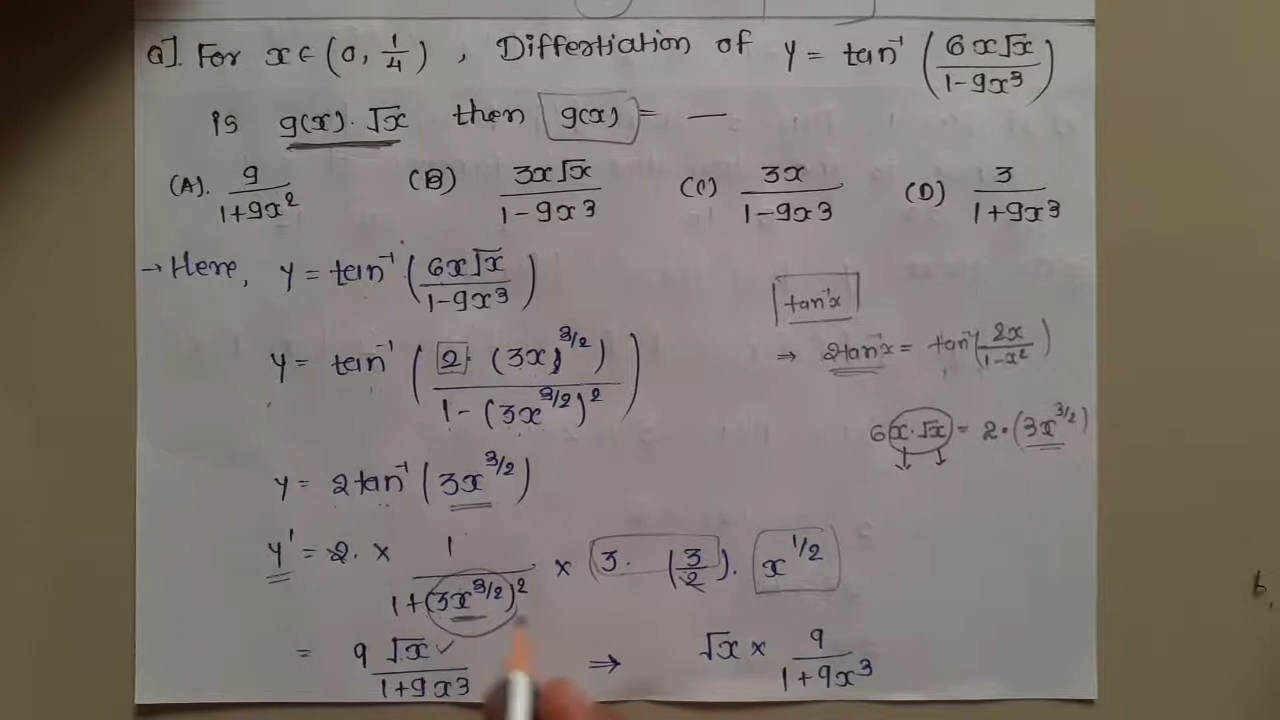 Q]. For x ∈ (0, 1/4) , Differtiation of y = tan⁻¹ (6x√x / 1-9x³)
is g(x)·√x then g(x) = —
(A). 9 / 1+9x² (B) 3x√x / 1-9x³ (C) 3x / 1-9x³ (D) 3 / 1+9x³
→ Here, y = tan⁻¹ (6x√x / 1-9x³)
tan⁻¹x
y = tan⁻¹ (2· (3x)^3/2) / 1-(3x^3/2)²)
⇒ 2tan⁻¹x = tan⁻¹(2x / 1-x²)
6(x·√x) = 2·(3x^3/2)
y = 2tan⁻¹ (3x^3/2)
y' = 2· × 1 / 1+(3x^3/2)² × 3· (3/2)· x^1/2
= 9 √x / 1+9x³ ⇒ √x × 9 / 1+9x³